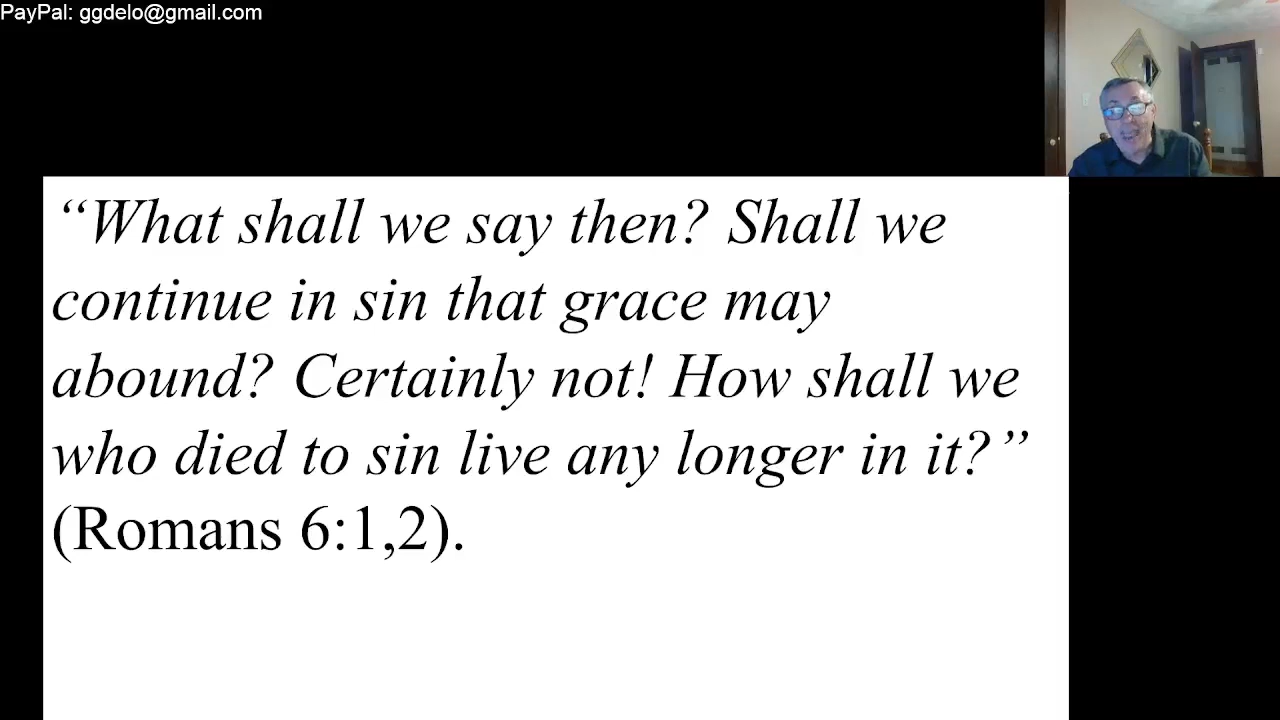 PayPal: ggdelo@gmail.com
“What shall we say then? Shall we
continue in sin that grace may
abound? Certainly not! How shall we
who died to sin live any longer in it?”
(Romans 6:1,2).